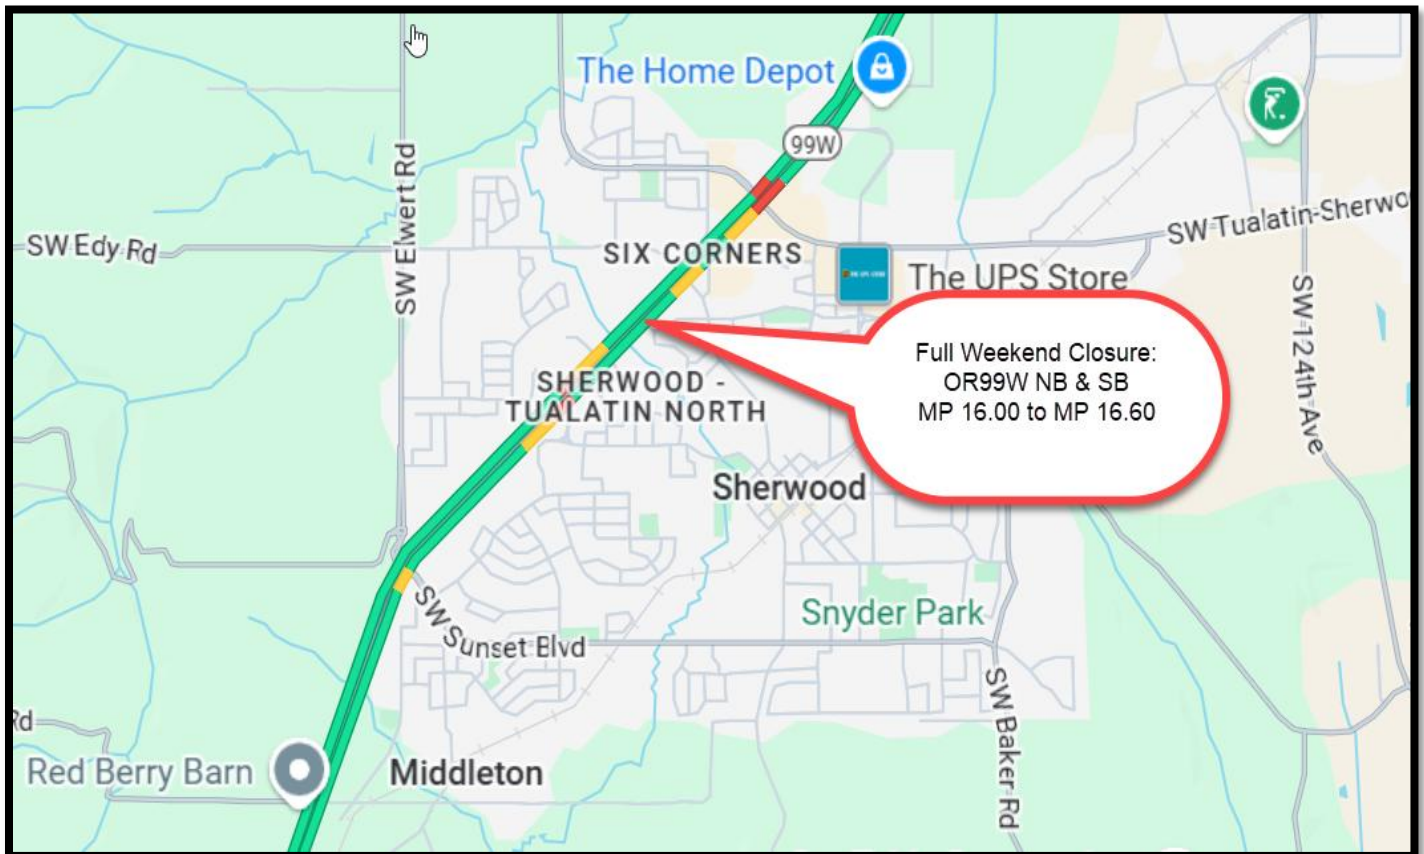 The Home Depot
99W
SW Elwert Rd
SW Edy Rd
SIX CORNERS
SW Tualatin-Sherwo
The UPS Store
SW 124th Ave
Full Weekend Closure:
OR99W NB & SB
MP 16.00 to MP 16.60
SHERWOOD -
TUALATIN NORTH
Sherwood
Snyder Park
SW Sunset Blvd
SW Baker Rd
Rd
Red Berry Barn
Middleton